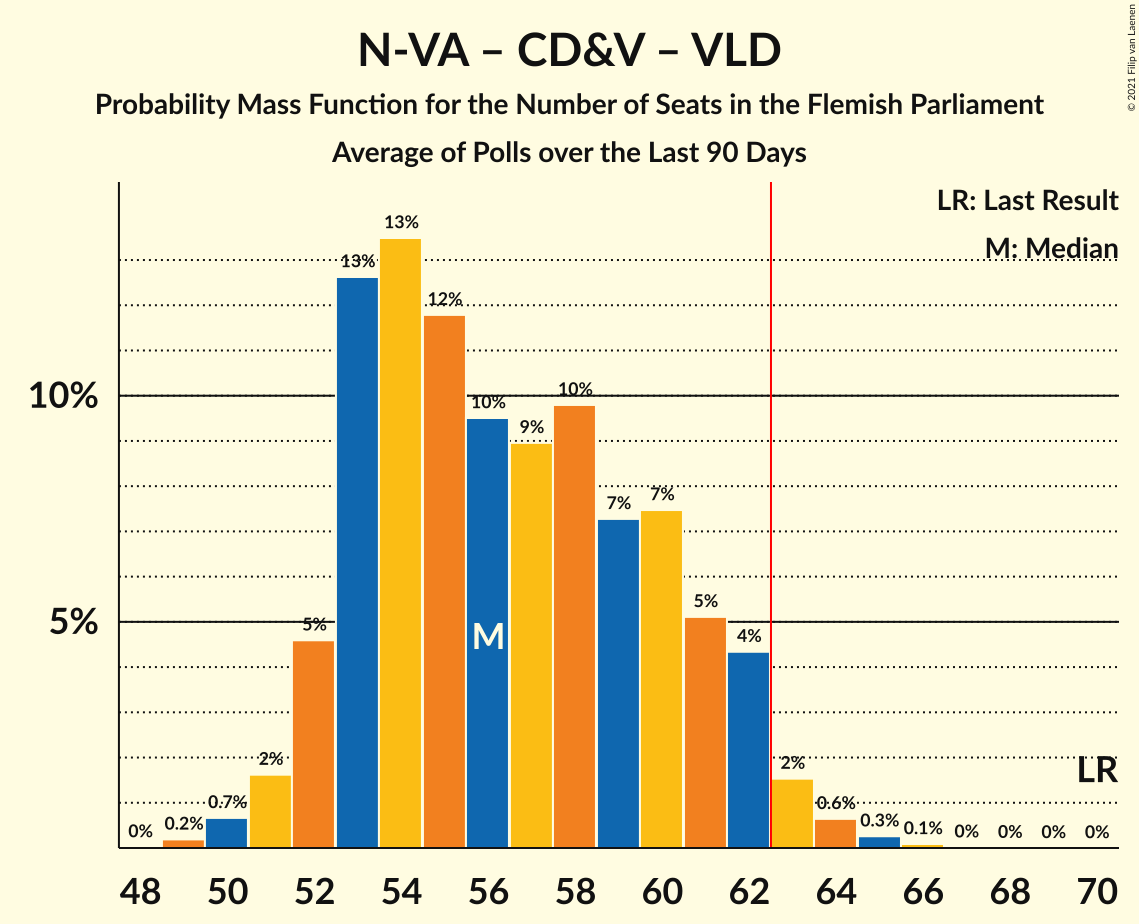 N-VA – CD&V – VLD
Probability Mass Function for the Number of Seats in the Flemish Parliament
Average of Polls over the Last 90 Days
© 2021 Filip van Laenen
LR: Last Result
M: Median
10%
5%
0%
0.2%
0.7%
2%
5%
13%
13%
12%
10%
9%
10%
7%
7%
5%
4%
2%
0.6%
0.3%
0.1%
0%
0%
0%
0%
M
LR
48 50 52 54 56 58 60 62 64 66 68 70